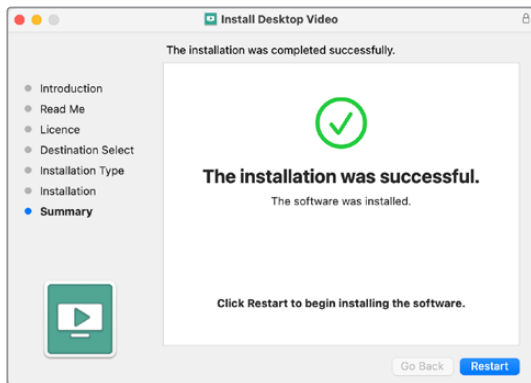 Install Desktop Video
The installation was completed successfully.
Introduction
Read Me
Licence
Destination Select
Installation Type
Installation
Summary
The installation was successful.
The software was installed.
Click Restart to begin installing the software.
Go Back
Restart